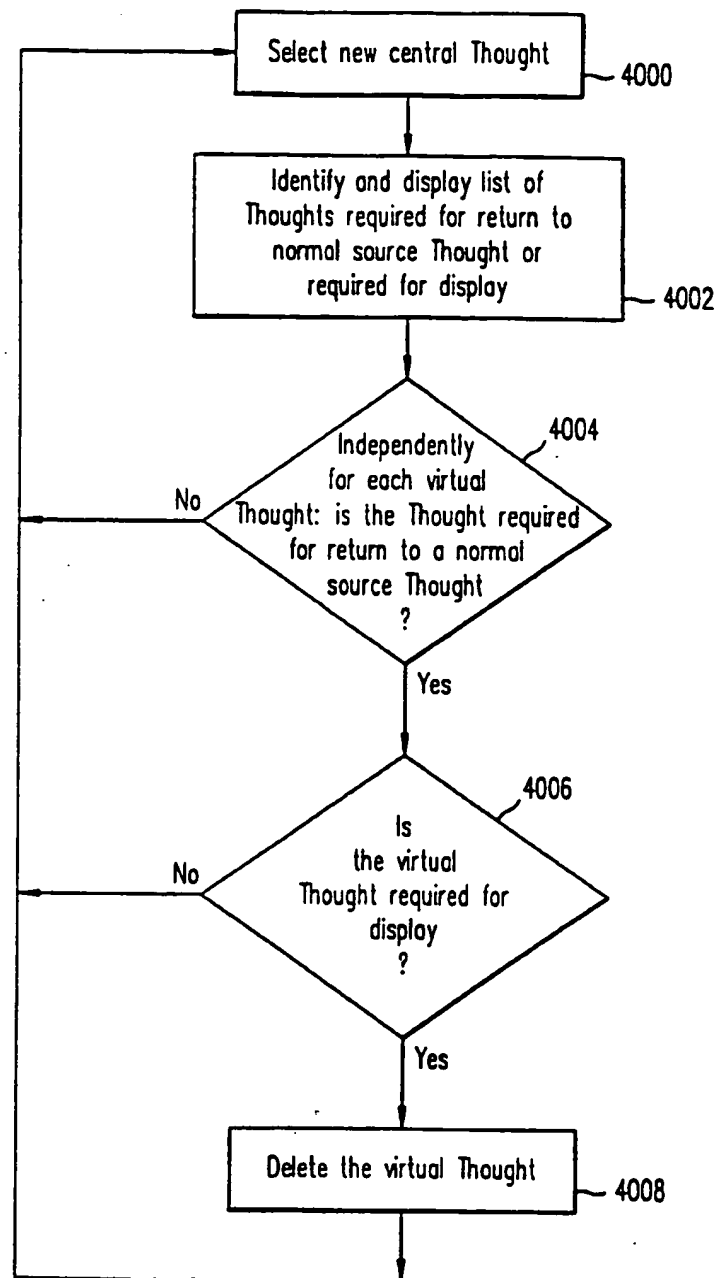 Select new central Thought
4000
Identify and display list of
Thoughts required for return to
normal source Thought or
required for display
4002
4004
Independently
for each virtual
Thought: is the Thought required
for return to a normal
source Thought
?
No
Yes
4006
Is
the virtual
Thought required for
display
?
No
Yes
Delete the virtual Thought
4008